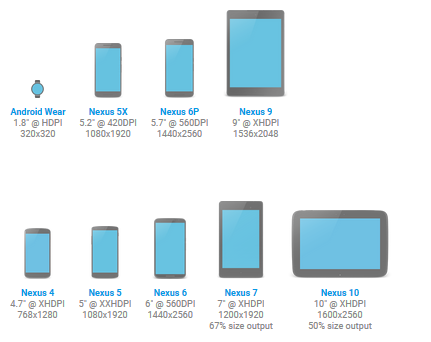 Android Wear
1.8" @ HDPI
320x320
Nexus 5X
5.2" @ 420DPI
1080x1920
Nexus 6P
5.7" @ 560DPI
1440x2560
Nexus 9
9" @ XHDPI
1536x2048
Nexus 4
4.7" @ XHDPI
768x1280
Nexus 5
5" @ XXHDPI
1080x1920
Nexus 6
6" @ 560DPI
1440x2560
Nexus 7
7" @ XHDPI
1200x1920
67% size output
Nexus 10
10" @ XHDPI
1600x2560
50% size output